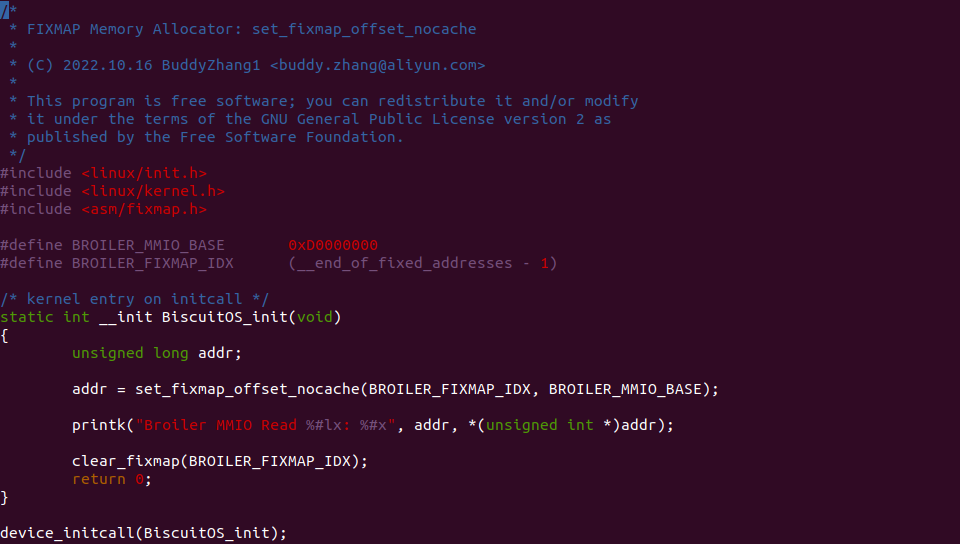 /*
 * FIXMAP Memory Allocator: set_fixmap_offset_nocache
 *
 * (C) 2022.10.16 BuddyZhang1 <buddy.zhang@aliyun.com>
 *
 * This program is free software; you can redistribute it and/or modify
 * it under the terms of the GNU General Public License version 2 as
 * published by the Free Software Foundation.
 */
#include <linux/init.h>
#include <linux/kernel.h>
#include <asm/fixmap.h>

#define BROILER_MMIO_BASE       0xD0000000
#define BROILER_FIXMAP_IDX      (__end_of_fixed_addresses - 1)

/* kernel entry on initcall */
static int __init BiscuitOS_init(void)
{
        unsigned long addr;

        addr = set_fixmap_offset_nocache(BROILER_FIXMAP_IDX, BROILER_MMIO_BASE);

        printk("Broiler MMIO Read %#lx: %#x", addr, *(unsigned int *)addr);

        clear_fixmap(BROILER_FIXMAP_IDX);
        return 0;
}

device_initcall(BiscuitOS_init);